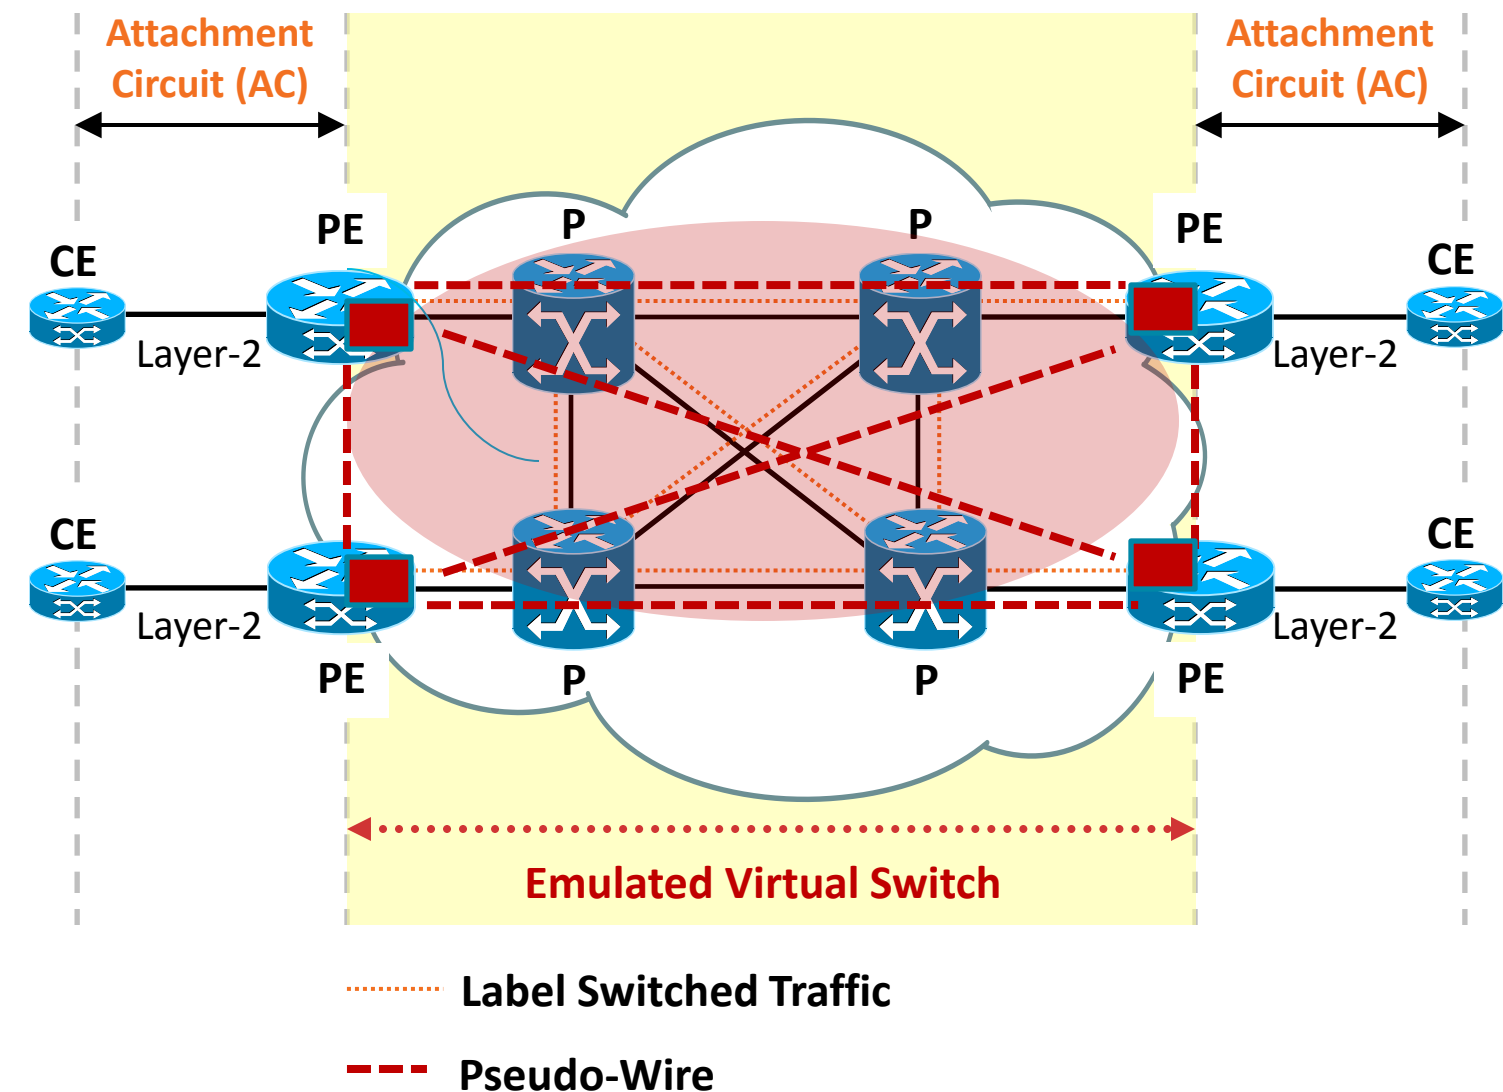 Attachment
Circuit (AC)
Attachment
Circuit (AC)
PE
P
P
PE
CE
CE
Layer-2
Layer-2
CE
CE
Layer-2
Layer-2
PE
P
P
PE
Emulated Virtual Switch
Label Switched Traffic
Pseudo-Wire